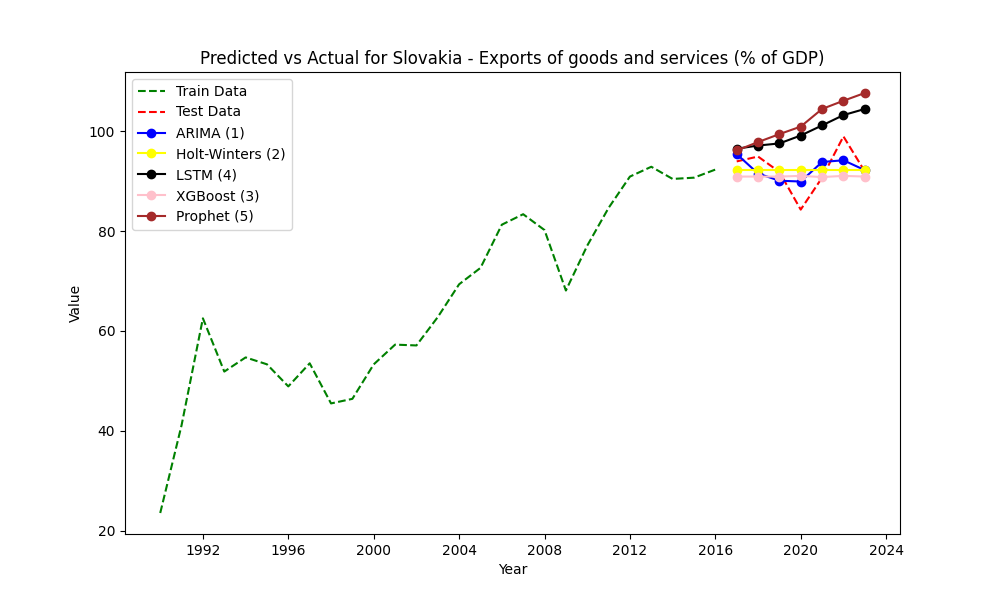 Predicted vs Actual for Slovakia - Exports of goods and services (% of GDP)
Train Data
Test Data
ARIMA (1)
Holt-Winters (2)
LSTM (4)
XGBoost (3)
Prophet (5)
Value
100
80
60
40
20
1992 1996 2000 2004 2008 2012 2016 2020 2024
Year